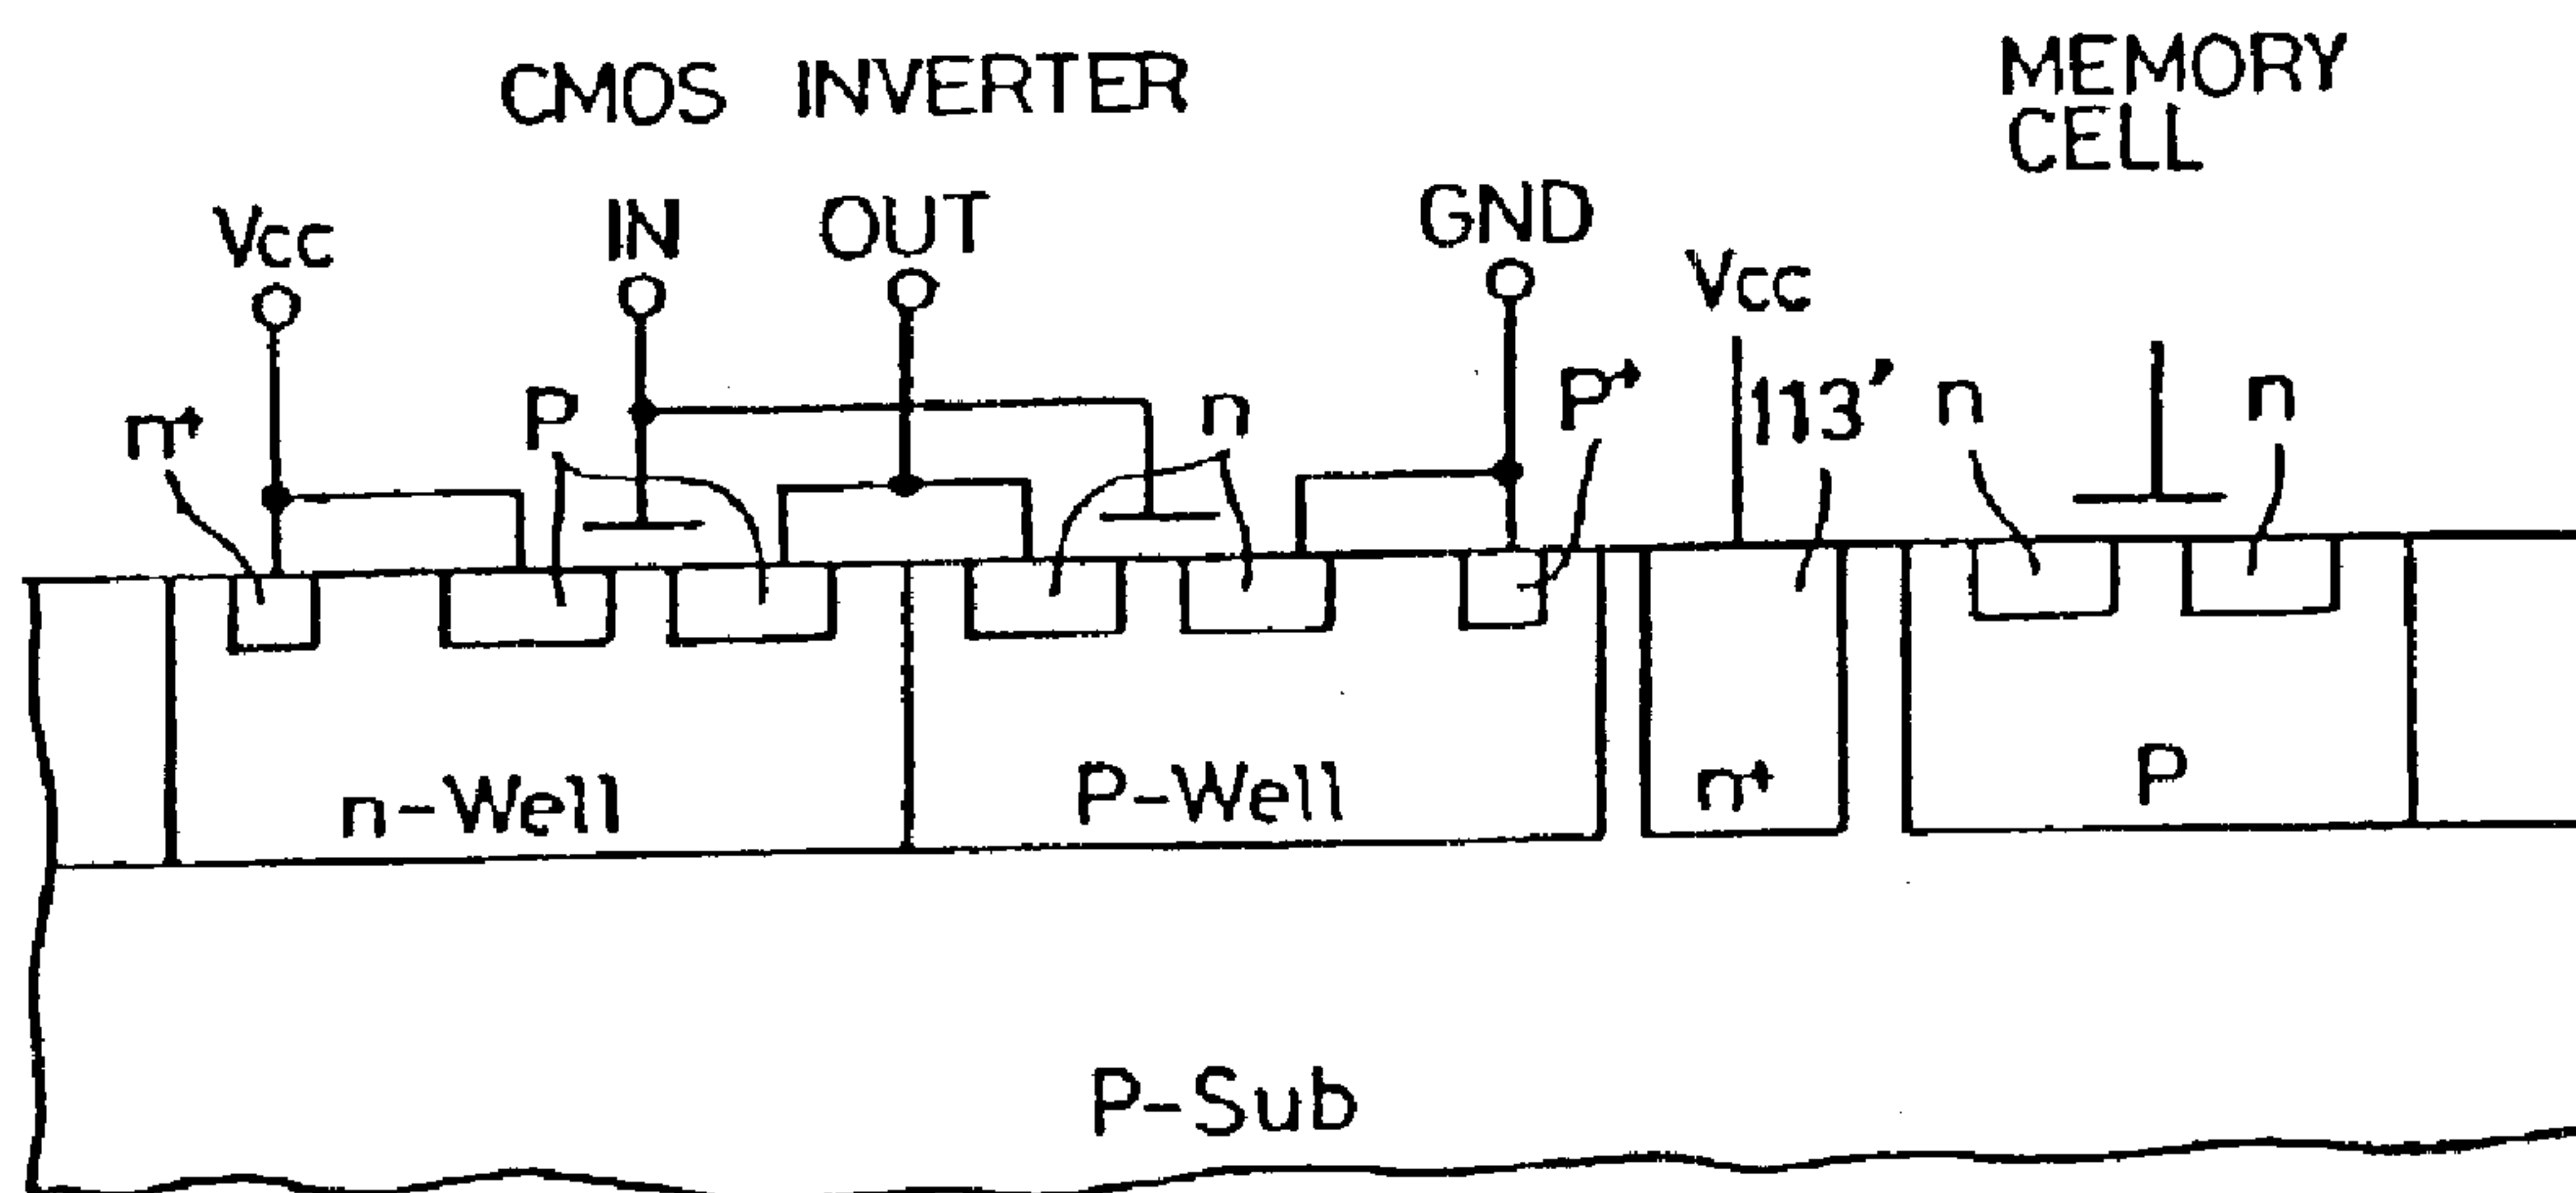 CMOS INVERTER
MEMORY
CELL
Vcc
IN
OUT
GND
Vcc
n+
P
n
P+
113'
n
n
n-Well
P-Well
n+
P
P-Sub